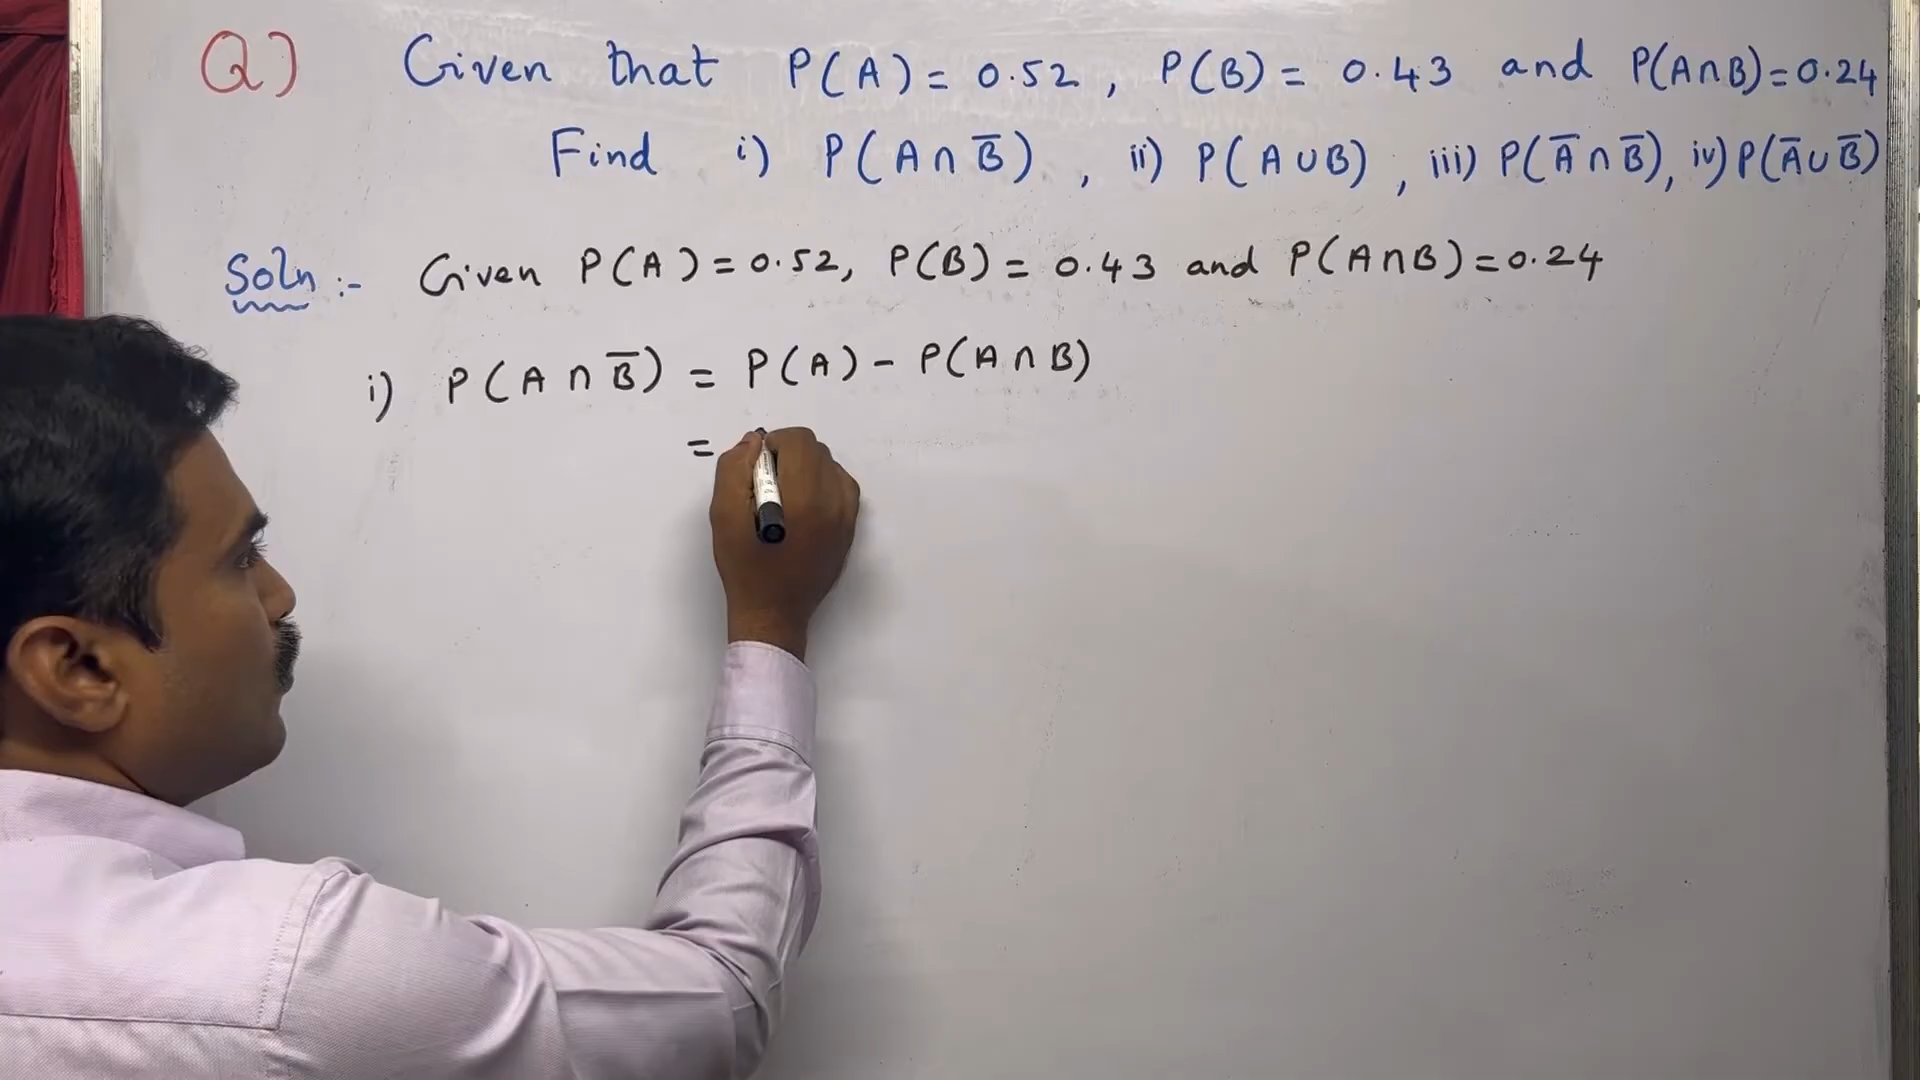 Q) Given that P(A) = 0.52, P(B) = 0.43 and P(A∩B)=0.24
Find i) P(A∩B̅), ii) P(A∪B), iii) P(A̅∩B̅), iv) P(A̅∪B̅)
Soln:- Given P(A) = 0.52, P(B) = 0.43 and P(A∩B) = 0.24
i) P(A∩B̅) = P(A) - P(A∩B)
=